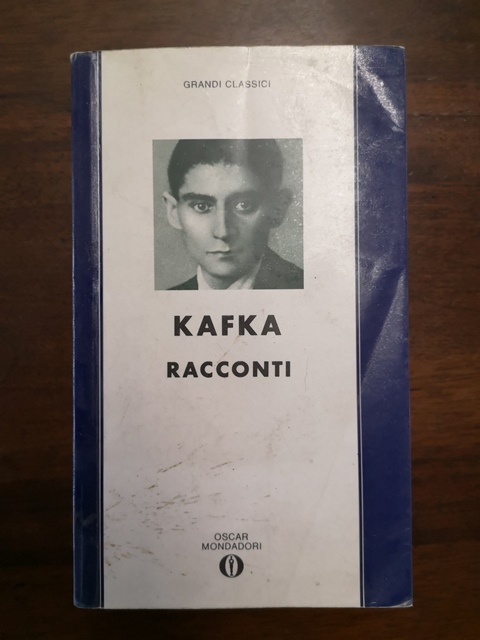 GRANDI CLASSICI
KAFKA
RACCONTI
OSCAR
MONDADORI